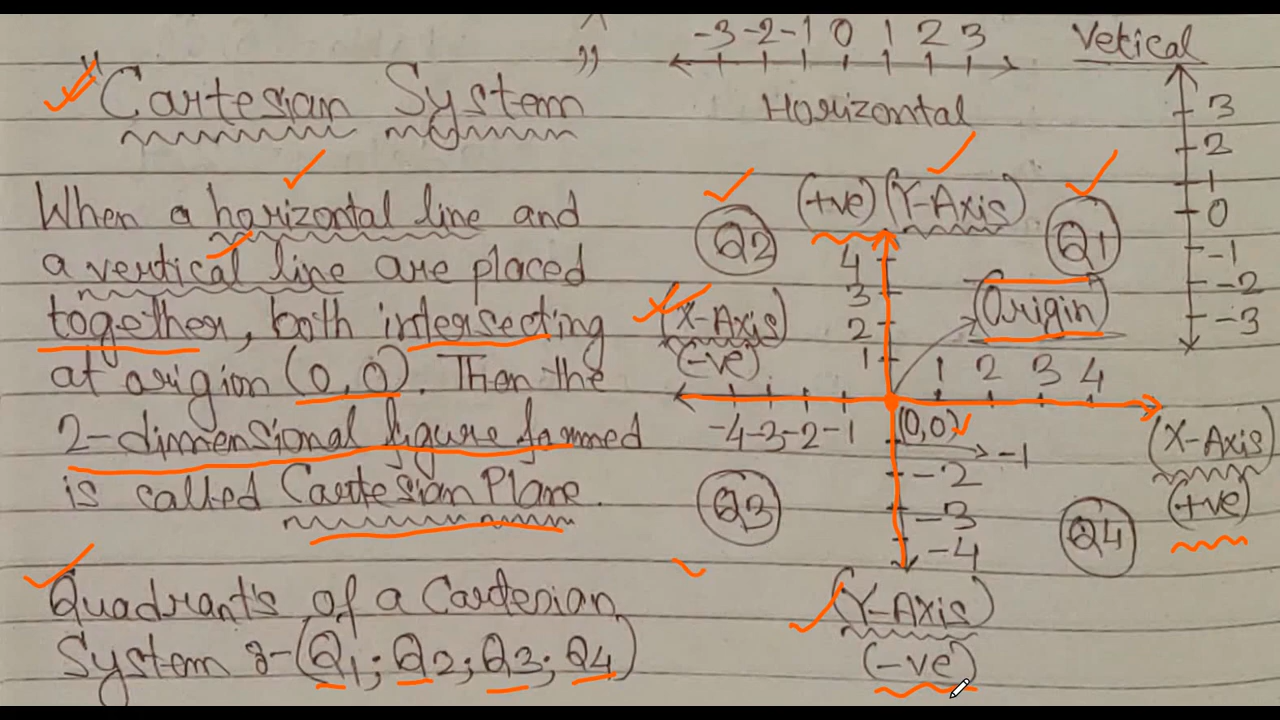 -3 -2 -1 0 1 2 3
Horizontal
Vetical
3
2
1
0
-1
-2
-3
"Cartesian System"
When a horizontal line and
a vertical line are placed
together, both intersecting
at origion (0,0). Then the
2-dimmensional figure formed
is called Cartesian Plane.
Quadrant's of a Cartesian
System :- (Q1; Q2; Q3; Q4)
(+ve) (Y-Axis)
Q2
Q1
Origin
(X-Axis)
(-ve)
4
3
2
1
1 2 3 4
-4 -3 -2 -1
(0,0)
-1
-2
-3
-4
(X-Axis)
(+ve)
Q3
Q4
(Y-Axis)
(-ve)